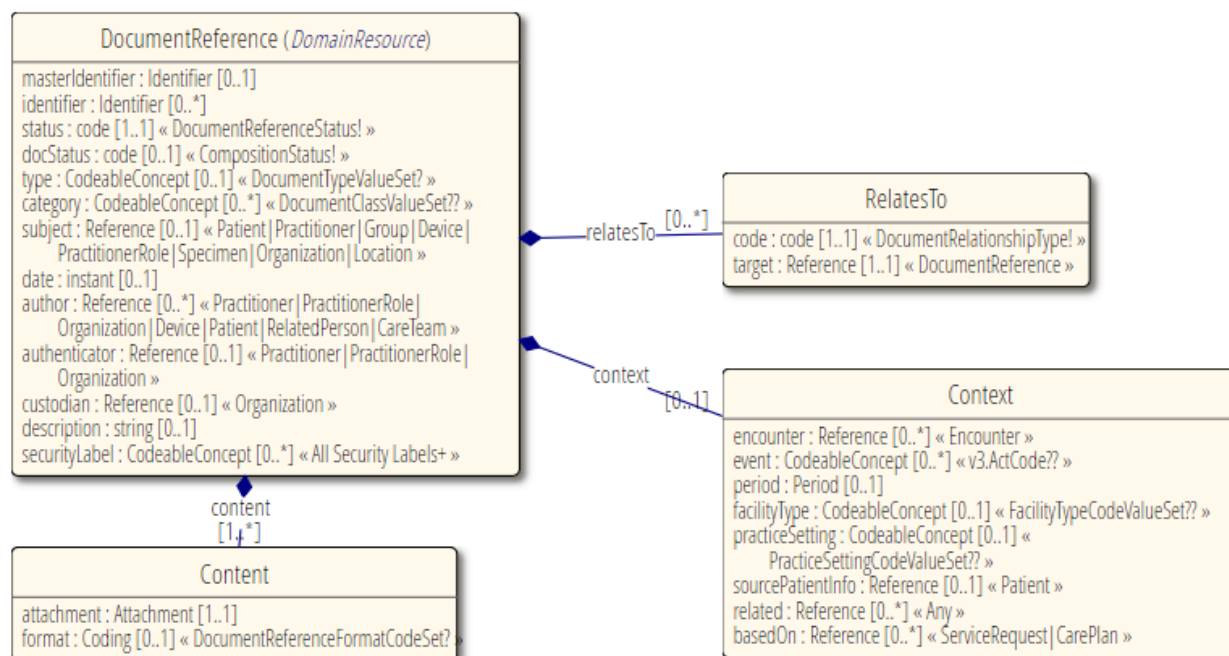 DocumentReference (DomainResource)
masterIdentifier : Identifier [0..1]
identifier : Identifier [0..*]
status : code [1..1] « DocumentReferenceStatus! »
docStatus : code [0..1] « CompositionStatus! »
type : CodeableConcept [0..1] « DocumentTypeValueSet? »
category : CodeableConcept [0..*] « DocumentClassValueSet?? »
subject : Reference [0..1] « Patient|Practitioner|Group|Device|
PractitionerRole|Specimen|Organization|Location »
date : instant [0..1]
author : Reference [0..*] « Practitioner|PractitionerRole|
Organization|Device|Patient|RelatedPerson|CareTeam »
authenticator : Reference [0..1] « Practitioner|PractitionerRole|
Organization »
custodian : Reference [0..1] « Organization »
description : string [0..1]
securityLabel : CodeableConcept [0..*] « All Security Labels+ »
relatesTo
[0..*]
RelatesTo
code : code [1..1] « DocumentRelationshipType! »
target : Reference [1..1] « DocumentReference »
context
[0..1]
Context
encounter : Reference [0..*] « Encounter »
event : CodeableConcept [0..*] « v3.ActCode?? »
period : Period [0..1]
facilityType : CodeableConcept [0..1] « FacilityTypeCodeValueSet?? »
practiceSetting : CodeableConcept [0..1] «
PracticeSettingCodeValueSet?? »
sourcePatientInfo : Reference [0..1] « Patient »
related : Reference [0..*] « Any »
basedOn : Reference [0..*] « ServiceRequest|CarePlan »
content
[1..*]
Content
attachment : Attachment [1..1]
format : Coding [0..1] « DocumentReferenceFormatCodeSet? »